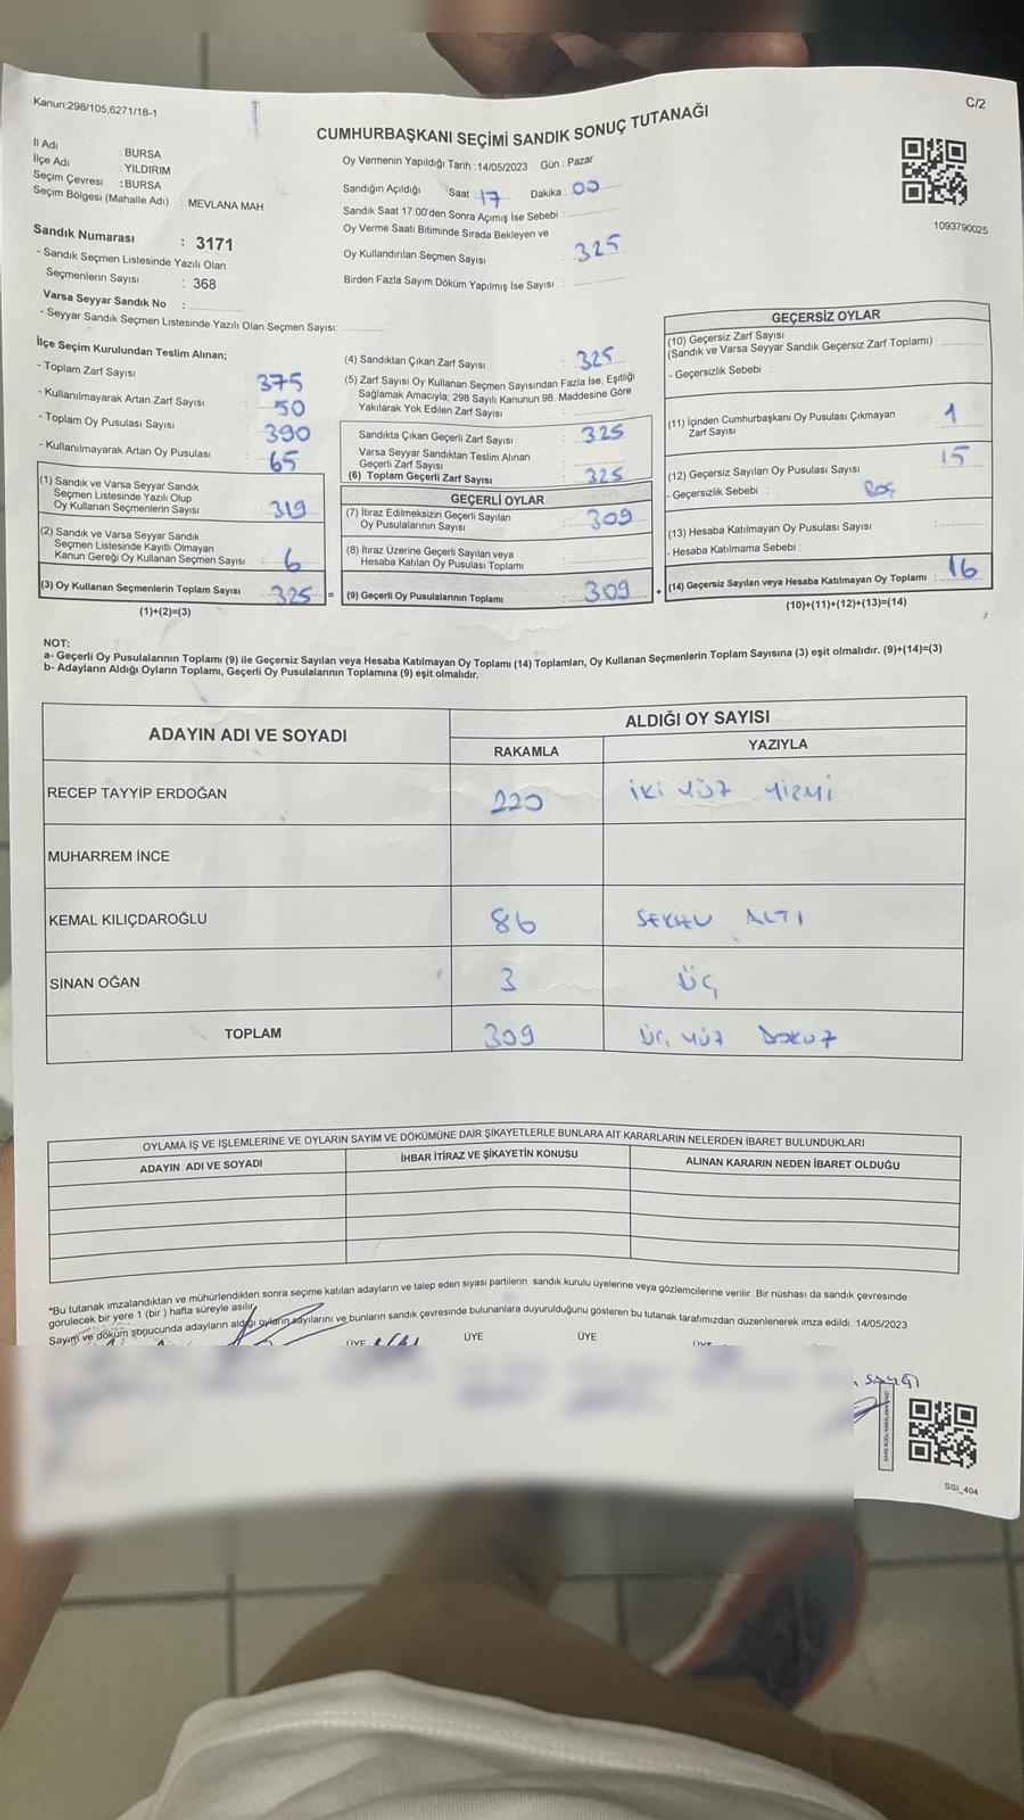 Kanun:298/105,6271/18-1
C/2
CUMHURBAŞKANI SEÇİMİ SANDIK SONUÇ TUTANAĞI
İl Adı : BURSA
İlçe Adı : YILDIRIM
Seçim Çevresi : BURSA
Seçim Bölgesi (Mahalle Adı) : MEVLANA MAH
Sandık Numarası : 3171
- Sandık Seçmen Listesinde Yazılı Olan
Seçmenlerin Sayısı : 368
Varsa Seyyar Sandık No :
- Seyyar Sandık Seçmen Listesinde Yazılı Olan Seçmen Sayısı:
Oy Vermenin Yapıldığı Tarih : 14/05/2023 Gün : Pazar
Sandığın Açıldığı Saat 17 Dakika : 00
Sandık Saat 17.00'den Sonra Açımış İse Sebebi :
Oy Verme Saati Bitiminde Sırada Bekleyen ve
Oy Kullandırılan Seçmen Sayısı : 325
Birden Fazla Sayım Döküm Yapılmış İse Sayısı :
1093790025
İlçe Seçim Kurulundan Teslim Alınan;
- Toplam Zarf Sayısı 375
- Kullanılmayarak Artan Zarf Sayısı 50
- Toplam Oy Pusulası Sayısı 390
- Kullanılmayarak Artan Oy Pusulası 65
(1) Sandık ve Varsa Seyyar Sandık
Seçmen Listesinde Yazılı Olup
Oy Kullanan Seçmenlerin Sayısı 319
(2) Sandık ve Varsa Seyyar Sandık
Seçmen Listesinde Kayıtlı Olmayan
Kanun Gereği Oy Kullanan Seçmen Sayısı 6
(3) Oy Kullanan Seçmenlerin Toplam Sayısı 325 =
(1)+(2)=(3)
(4) Sandıktan Çıkan Zarf Sayısı : 325
(5) Zarf Sayısı Oy Kullanan Seçmen Sayısından Fazla İse, Eşitliği
Sağlamak Amacıyla, 298 Sayılı Kanunun 98. Maddesine Göre
Yakılarak Yok Edilen Zarf Sayısı :
Sandıkta Çıkan Geçerli Zarf Sayısı : 325
Varsa Seyyar Sandıktan Teslim Alınan
Geçerli Zarf Sayısı
(6) Toplam Geçerli Zarf Sayısı : 325
GEÇERLİ OYLAR
(7) İtiraz Edilmeksizin Geçerli Sayılan
Oy Pusulalarının Sayısı : 309
(8) İtiraz Üzerine Geçerli Sayılan veya
Hesaba Katılan Oy Pusulası Toplamı
(9) Geçerli Oy Pusulalarının Toplamı 309 +
GEÇERSİZ OYLAR
(10) Geçersiz Zarf Sayısı
(Sandık ve Varsa Seyyar Sandık Geçersiz Zarf Toplamı)
- Geçersizlik Sebebi :
(11) İçinden Cumhurbaşkanı Oy Pusulası Çıkmayan
Zarf Sayısı 1
(12) Geçersiz Sayılan Oy Pusulası Sayısı 15
- Geçersizlik Sebebi : Boş
(13) Hesaba Katılmayan Oy Pusulası Sayısı
- Hesaba Katılmama Sebebi :
(14) Geçersiz Sayılan veya Hesaba Katılmayan Oy Toplamı 16
(10)+(11)+(12)+(13)=(14)
NOT:
a- Geçerli Oy Pusulalarının Toplamı (9) ile Geçersiz Sayılan veya Hesaba Katılmayan Oy Toplamı (14) Toplamları, Oy Kullanan Seçmenlerin Toplam Sayısına (3) eşit olmalıdır. (9)+(14)=(3)
b- Adayların Aldığı Oyların Toplamı, Geçerli Oy Pusulalarının Toplamına (9) eşit olmalıdır.
ADAYIN ADI VE SOYADI
ALDIĞI OY SAYISI
RAKAMLA YAZIYLA
RECEP TAYYİP ERDOĞAN 220 İKİ YÜZ YİRMİ
MUHARREM İNCE
KEMAL KILIÇDAROĞLU 86 SEKSEN ALTI
SİNAN OĞAN 3 ÜÇ
TOPLAM 309 ÜÇ YÜZ DOKUZ
OYLAMA İŞ VE İŞLEMLERİNE VE OYLARIN SAYIM VE DÖKÜMÜNE DAİR ŞİKAYETLERLE BUNLARA AİT KARARLARIN NELERDEN İBARET BULUNDUKLARI
ADAYIN ADI VE SOYADI İHBAR İTİRAZ VE ŞİKAYETİN KONUSU ALINAN KARARIN NEDEN İBARET OLDUĞU
*Bu tutanak imzalandıktan ve mühürlendikten sonra seçime katılan adayların ve talep eden siyasi partilerin sandık kurulu üyelerine veya gözlemcilerine verilir. Bir nüshası da sandık çevresinde
görülecek bir yere 1 (bir ) hafta süreyle asılır.
Sayım ve döküm sonucunda adayların aldığı oyların sayılarını ve bunların sandık çevresinde bulunanlara duyurulduğunu gösteren bu tutanak tarafımızdan düzenlenerek imza edildi. 14/05/2023
ÜYE ÜYE ÜYE ÜYE
SGI_404